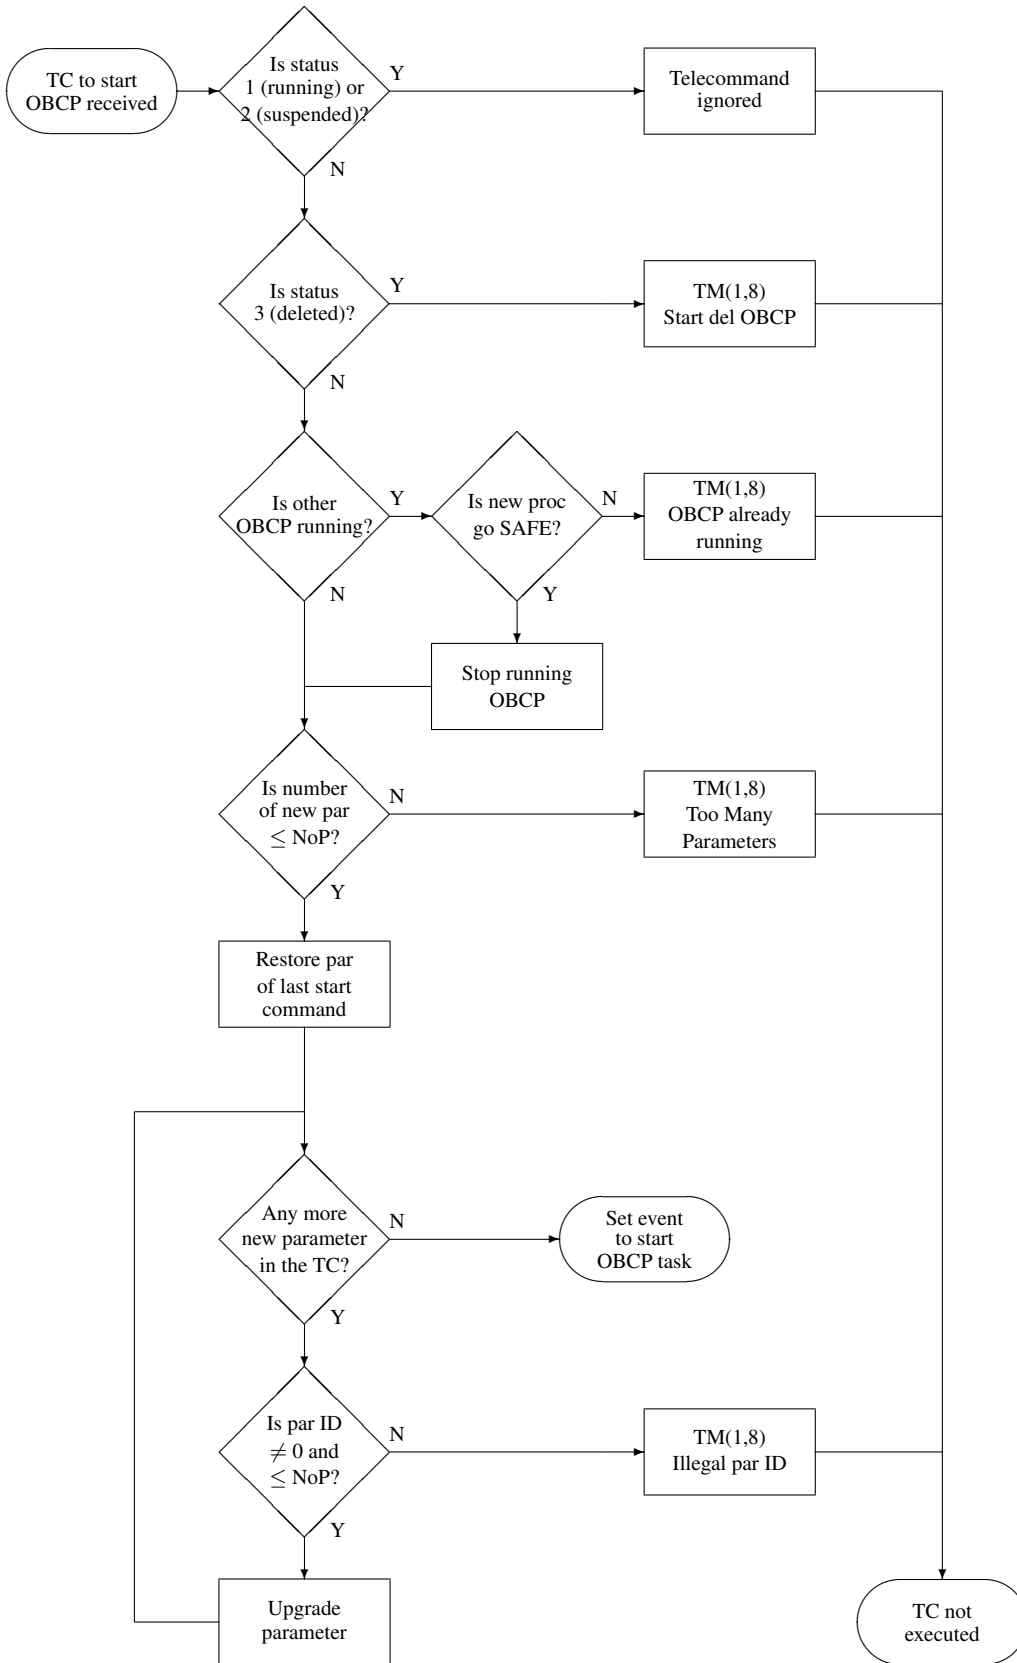 TC to start
OBCP received
Is status
1 (running) or
2 (suspended)?
Y
N
Telecommand
ignored
Is status
3 (deleted)?
Y
N
TM(1,8)
Start del OBCP
Is other
OBCP running?
Y
N
Is new proc
go SAFE?
N
Y
TM(1,8)
OBCP already
running
Stop running
OBCP
Is number
of new par
≤ NoP?
N
Y
TM(1,8)
Too Many
Parameters
Restore par
of last start
command
Any more
new parameter
in the TC?
N
Y
Set event
to start
OBCP task
Is par ID
≠ 0 and
≤ NoP?
N
Y
TM(1,8)
Illegal par ID
Upgrade
parameter
TC not
executed